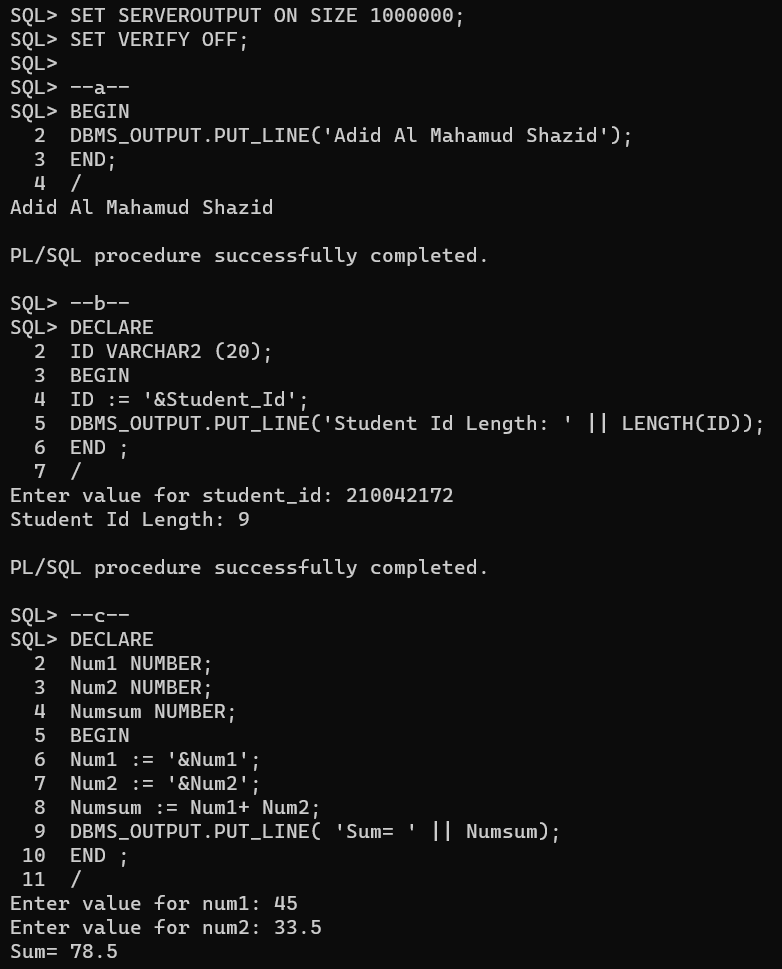 SQL> SET SERVEROUTPUT ON SIZE 1000000;
SQL> SET VERIFY OFF;
SQL>
SQL> --a--
SQL> BEGIN
  2  DBMS_OUTPUT.PUT_LINE('Adid Al Mahamud Shazid');
  3  END;
  4  /
Adid Al Mahamud Shazid

PL/SQL procedure successfully completed.

SQL> --b--
SQL> DECLARE
  2  ID VARCHAR2 (20);
  3  BEGIN
  4  ID := '&Student_Id';
  5  DBMS_OUTPUT.PUT_LINE('Student Id Length: ' || LENGTH(ID));
  6  END ;
  7  /
Enter value for student_id: 210042172
Student Id Length: 9

PL/SQL procedure successfully completed.

SQL> --c--
SQL> DECLARE
  2  Num1 NUMBER;
  3  Num2 NUMBER;
  4  Numsum NUMBER;
  5  BEGIN
  6  Num1 := '&Num1';
  7  Num2 := '&Num2';
  8  Numsum := Num1+ Num2;
  9  DBMS_OUTPUT.PUT_LINE( 'Sum= ' || Numsum);
 10  END ;
 11  /
Enter value for num1: 45
Enter value for num2: 33.5
Sum= 78.5